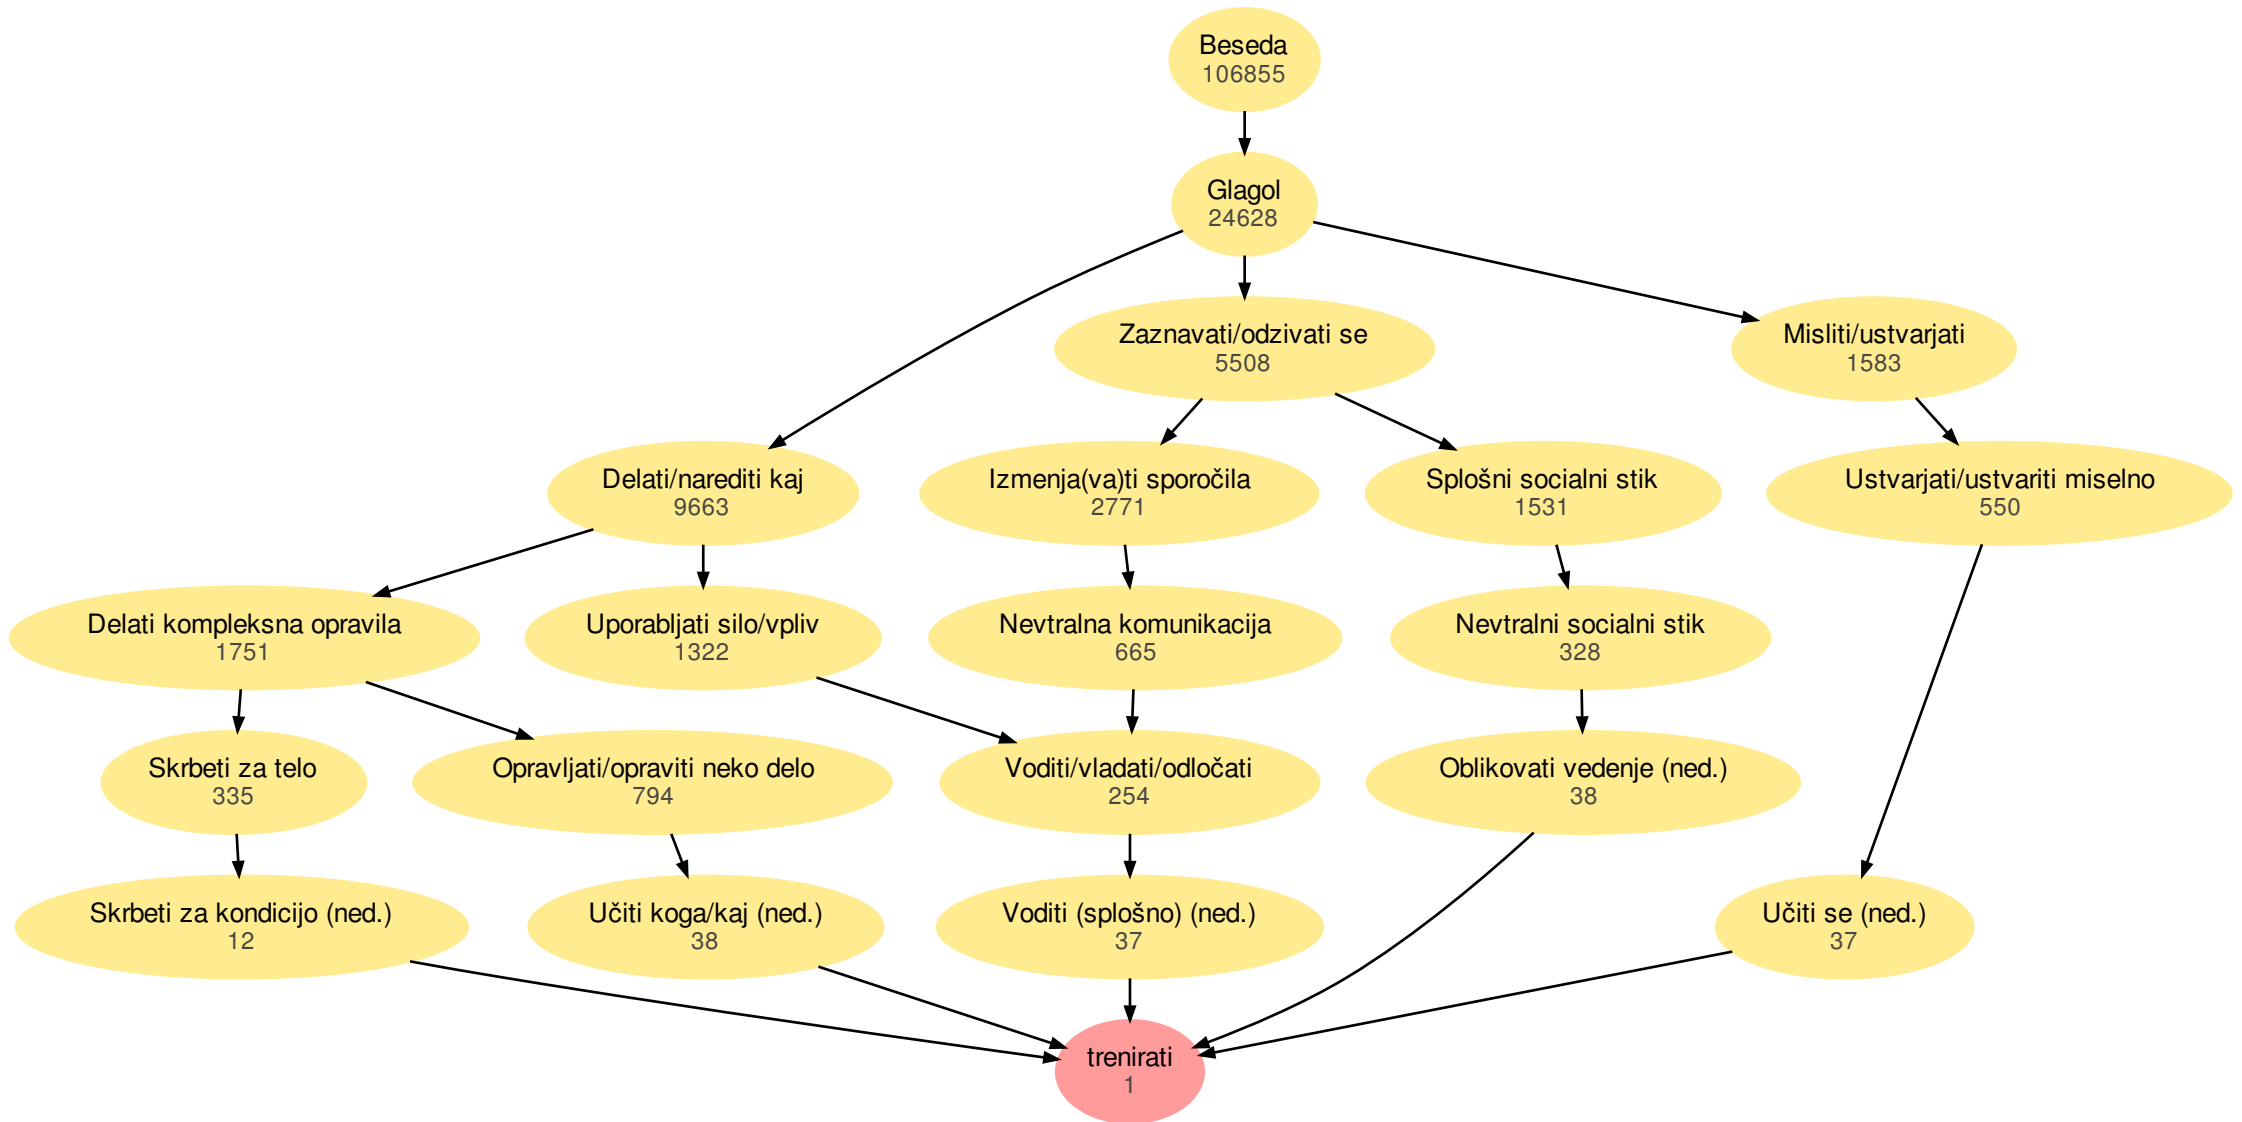 Beseda
106855
Glagol
24628
Zaznavati/odzivati se
5508
Misliti/ustvarjati
1583
Delati/narediti kaj
9663
Izmenja(va)ti sporočila
2771
Splošni socialni stik
1531
Ustvarjati/ustvariti miselno
550
Delati kompleksna opravila
1751
Uporabljati silo/vpliv
1322
Nevtralna komunikacija
665
Nevtralni socialni stik
328
Skrbeti za telo
335
Opravljati/opraviti neko delo
794
Voditi/vladati/odločati
254
Oblikovati vedenje (ned.)
38
Skrbeti za kondicijo (ned.)
12
Učiti koga/kaj (ned.)
38
Voditi (splošno) (ned.)
37
Učiti se (ned.)
37
trenirati
1